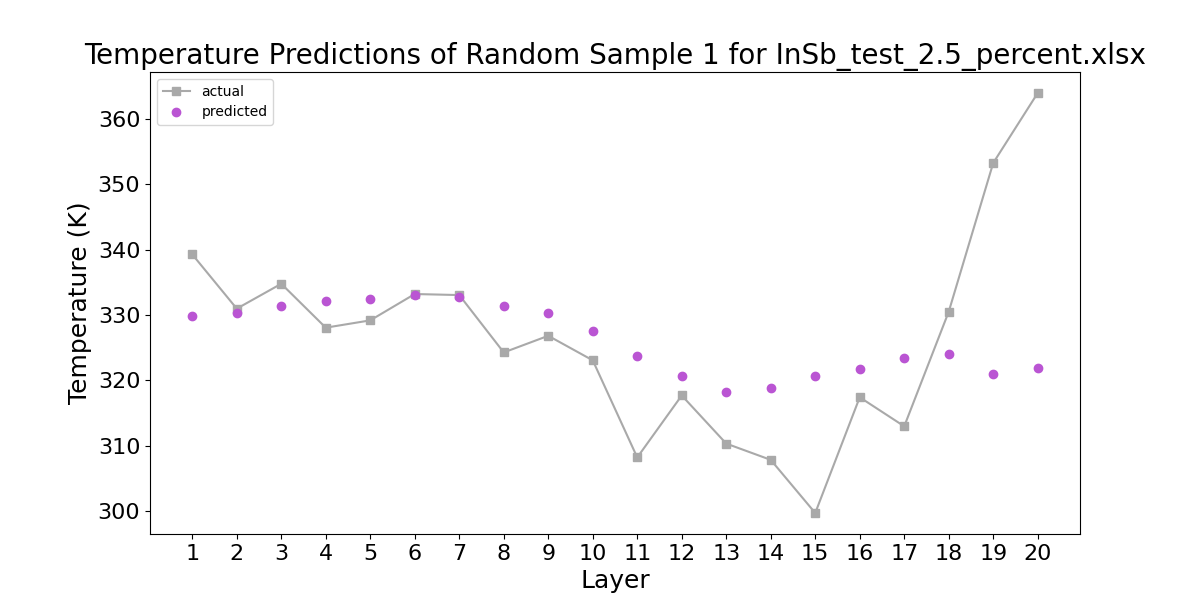 Temperature Predictions of Random Sample 1 for InSb_test_2.5_percent.xlsx
actual
predicted
Temperature (K)
360
350
340
330
320
310
300
1 2 3 4 5 6 7 8 9 10 11 12 13 14 15 16 17 18 19 20
Layer